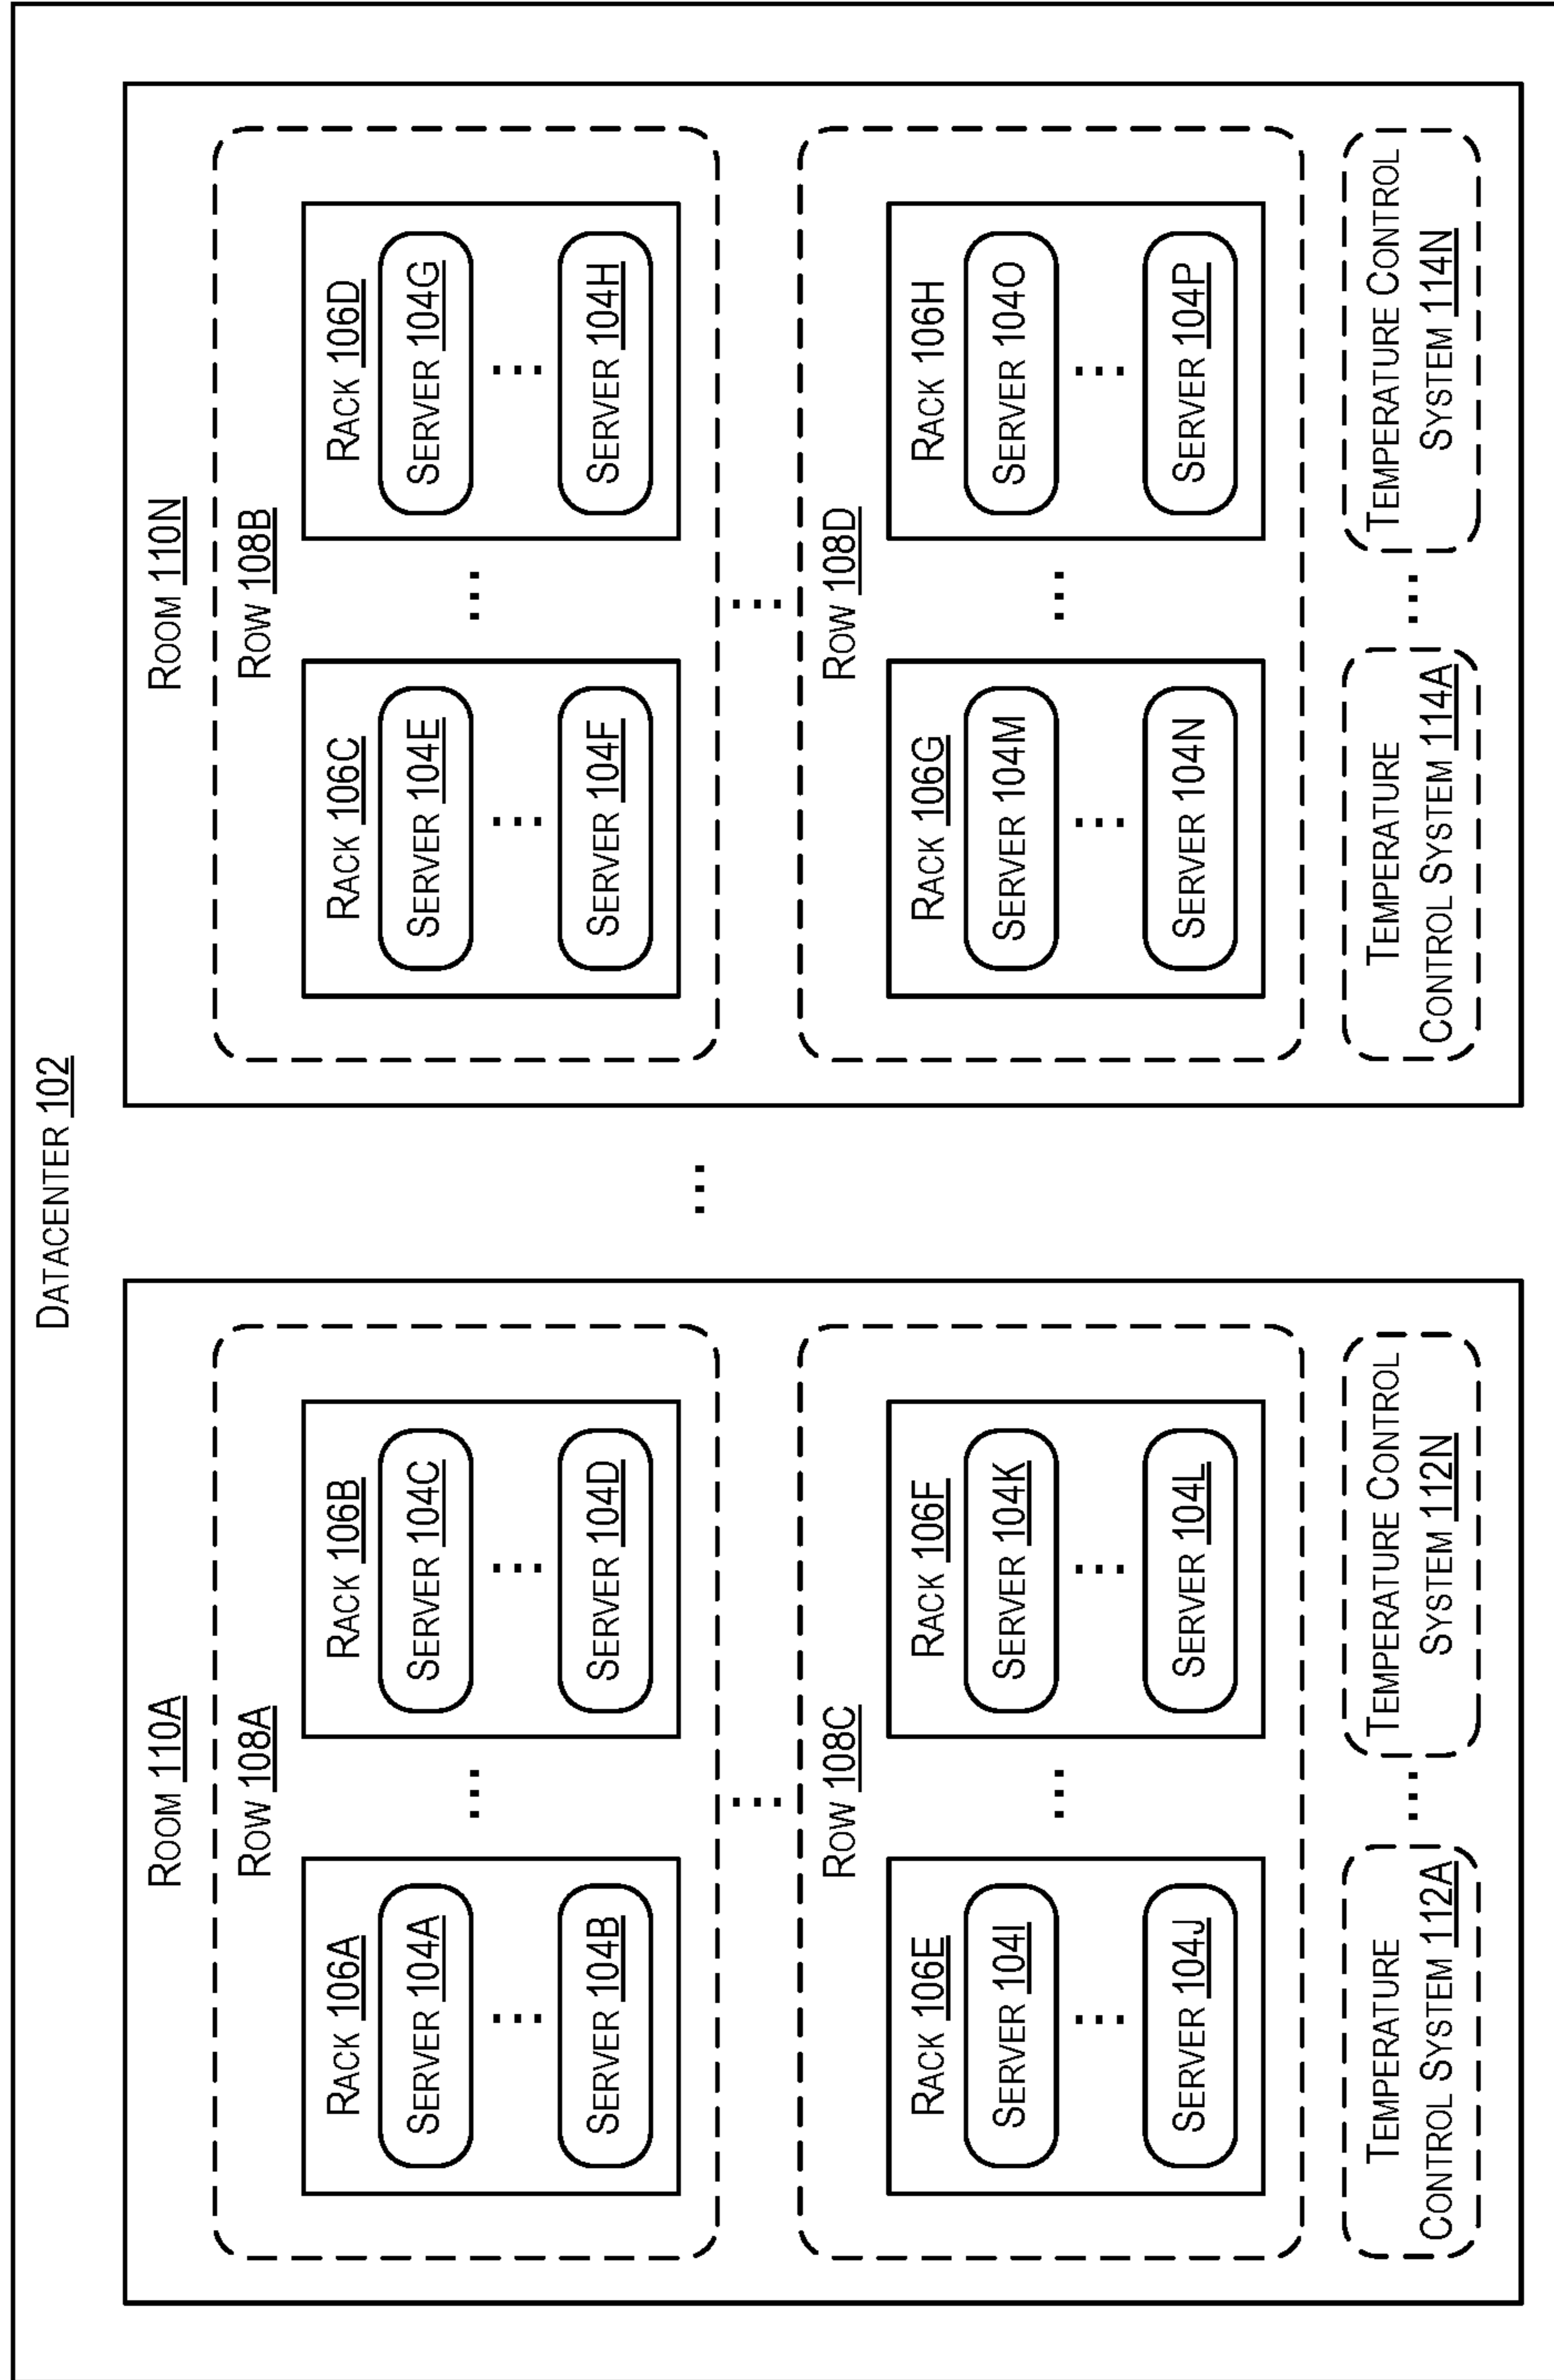 DATACENTER 102
ROOM 110A
ROW 108A
RACK 106A
SERVER 104A
...
SERVER 104B
...
RACK 106B
SERVER 104C
...
SERVER 104D
...
ROW 108C
RACK 106E
SERVER 104I
...
SERVER 104J
...
RACK 106F
SERVER 104K
...
SERVER 104L
TEMPERATURE
CONTROL SYSTEM 112A
...
TEMPERATURE CONTROL
SYSTEM 112N
...
ROOM 110N
ROW 108B
RACK 106C
SERVER 104E
...
SERVER 104F
...
RACK 106D
SERVER 104G
...
SERVER 104H
...
ROW 108D
RACK 106G
SERVER 104M
...
SERVER 104N
...
RACK 106H
SERVER 104O
...
SERVER 104P
TEMPERATURE
CONTROL SYSTEM 114A
...
TEMPERATURE CONTROL
SYSTEM 114N